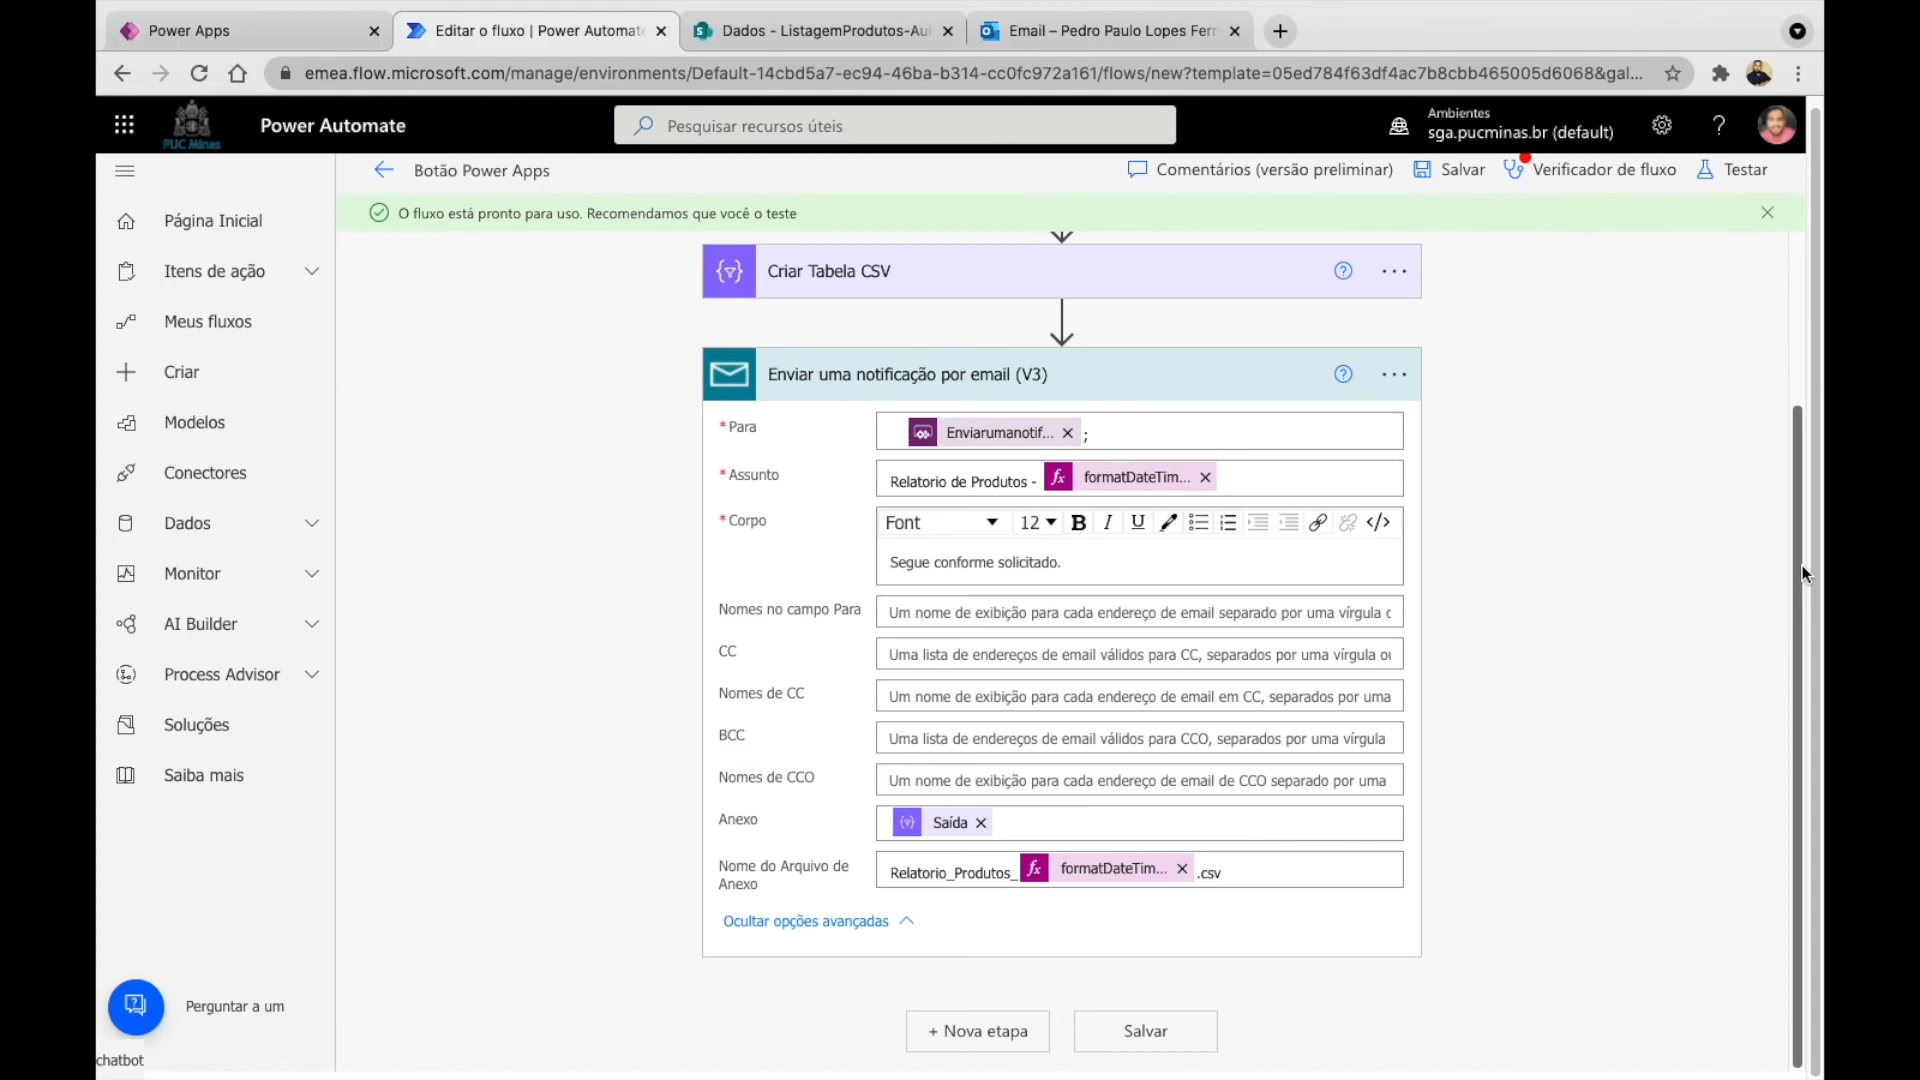 Power Apps
Editar o fluxo | Power Automat
Dados - ListagemProdutos-Aul
Email – Pedro Paulo Lopes Ferr
emea.flow.microsoft.com/manage/environments/Default-14cbd5a7-ec94-46ba-b314-cc0fc972a161/flows/new?template=05ed784f63df4ac7b8cbb465005d6068&gal...
PUC Minas
Power Automate
Pesquisar recursos úteis
Ambientes
sga.pucminas.br (default)
Botão Power Apps
Comentários (versão preliminar)
Salvar
Verificador de fluxo
Testar
O fluxo está pronto para uso. Recomendamos que você o teste
Página Inicial
Itens de ação
Meus fluxos
Criar
Modelos
Conectores
Dados
Monitor
AI Builder
Process Advisor
Soluções
Saiba mais
Perguntar a um
chatbot
Criar Tabela CSV
Enviar uma notificação por email (V3)
* Para
Enviarumanotif... ;
* Assunto
Relatorio de Produtos - fx formatDateTim...
* Corpo
Font 12 B I U </>
Segue conforme solicitado.
Nomes no campo Para
Um nome de exibição para cada endereço de email separado por uma vírgula o
CC
Uma lista de endereços de email válidos para CC, separados por uma vírgula ou
Nomes de CC
Um nome de exibição para cada endereço de email em CC, separados por uma
BCC
Uma lista de endereços de email válidos para CCO, separados por uma vírgula
Nomes de CCO
Um nome de exibição para cada endereço de email de CCO separado por uma
Anexo
Saída
Nome do Arquivo de
Anexo
Relatorio_Produtos_ fx formatDateTim... .csv
Ocultar opções avançadas
+ Nova etapa
Salvar